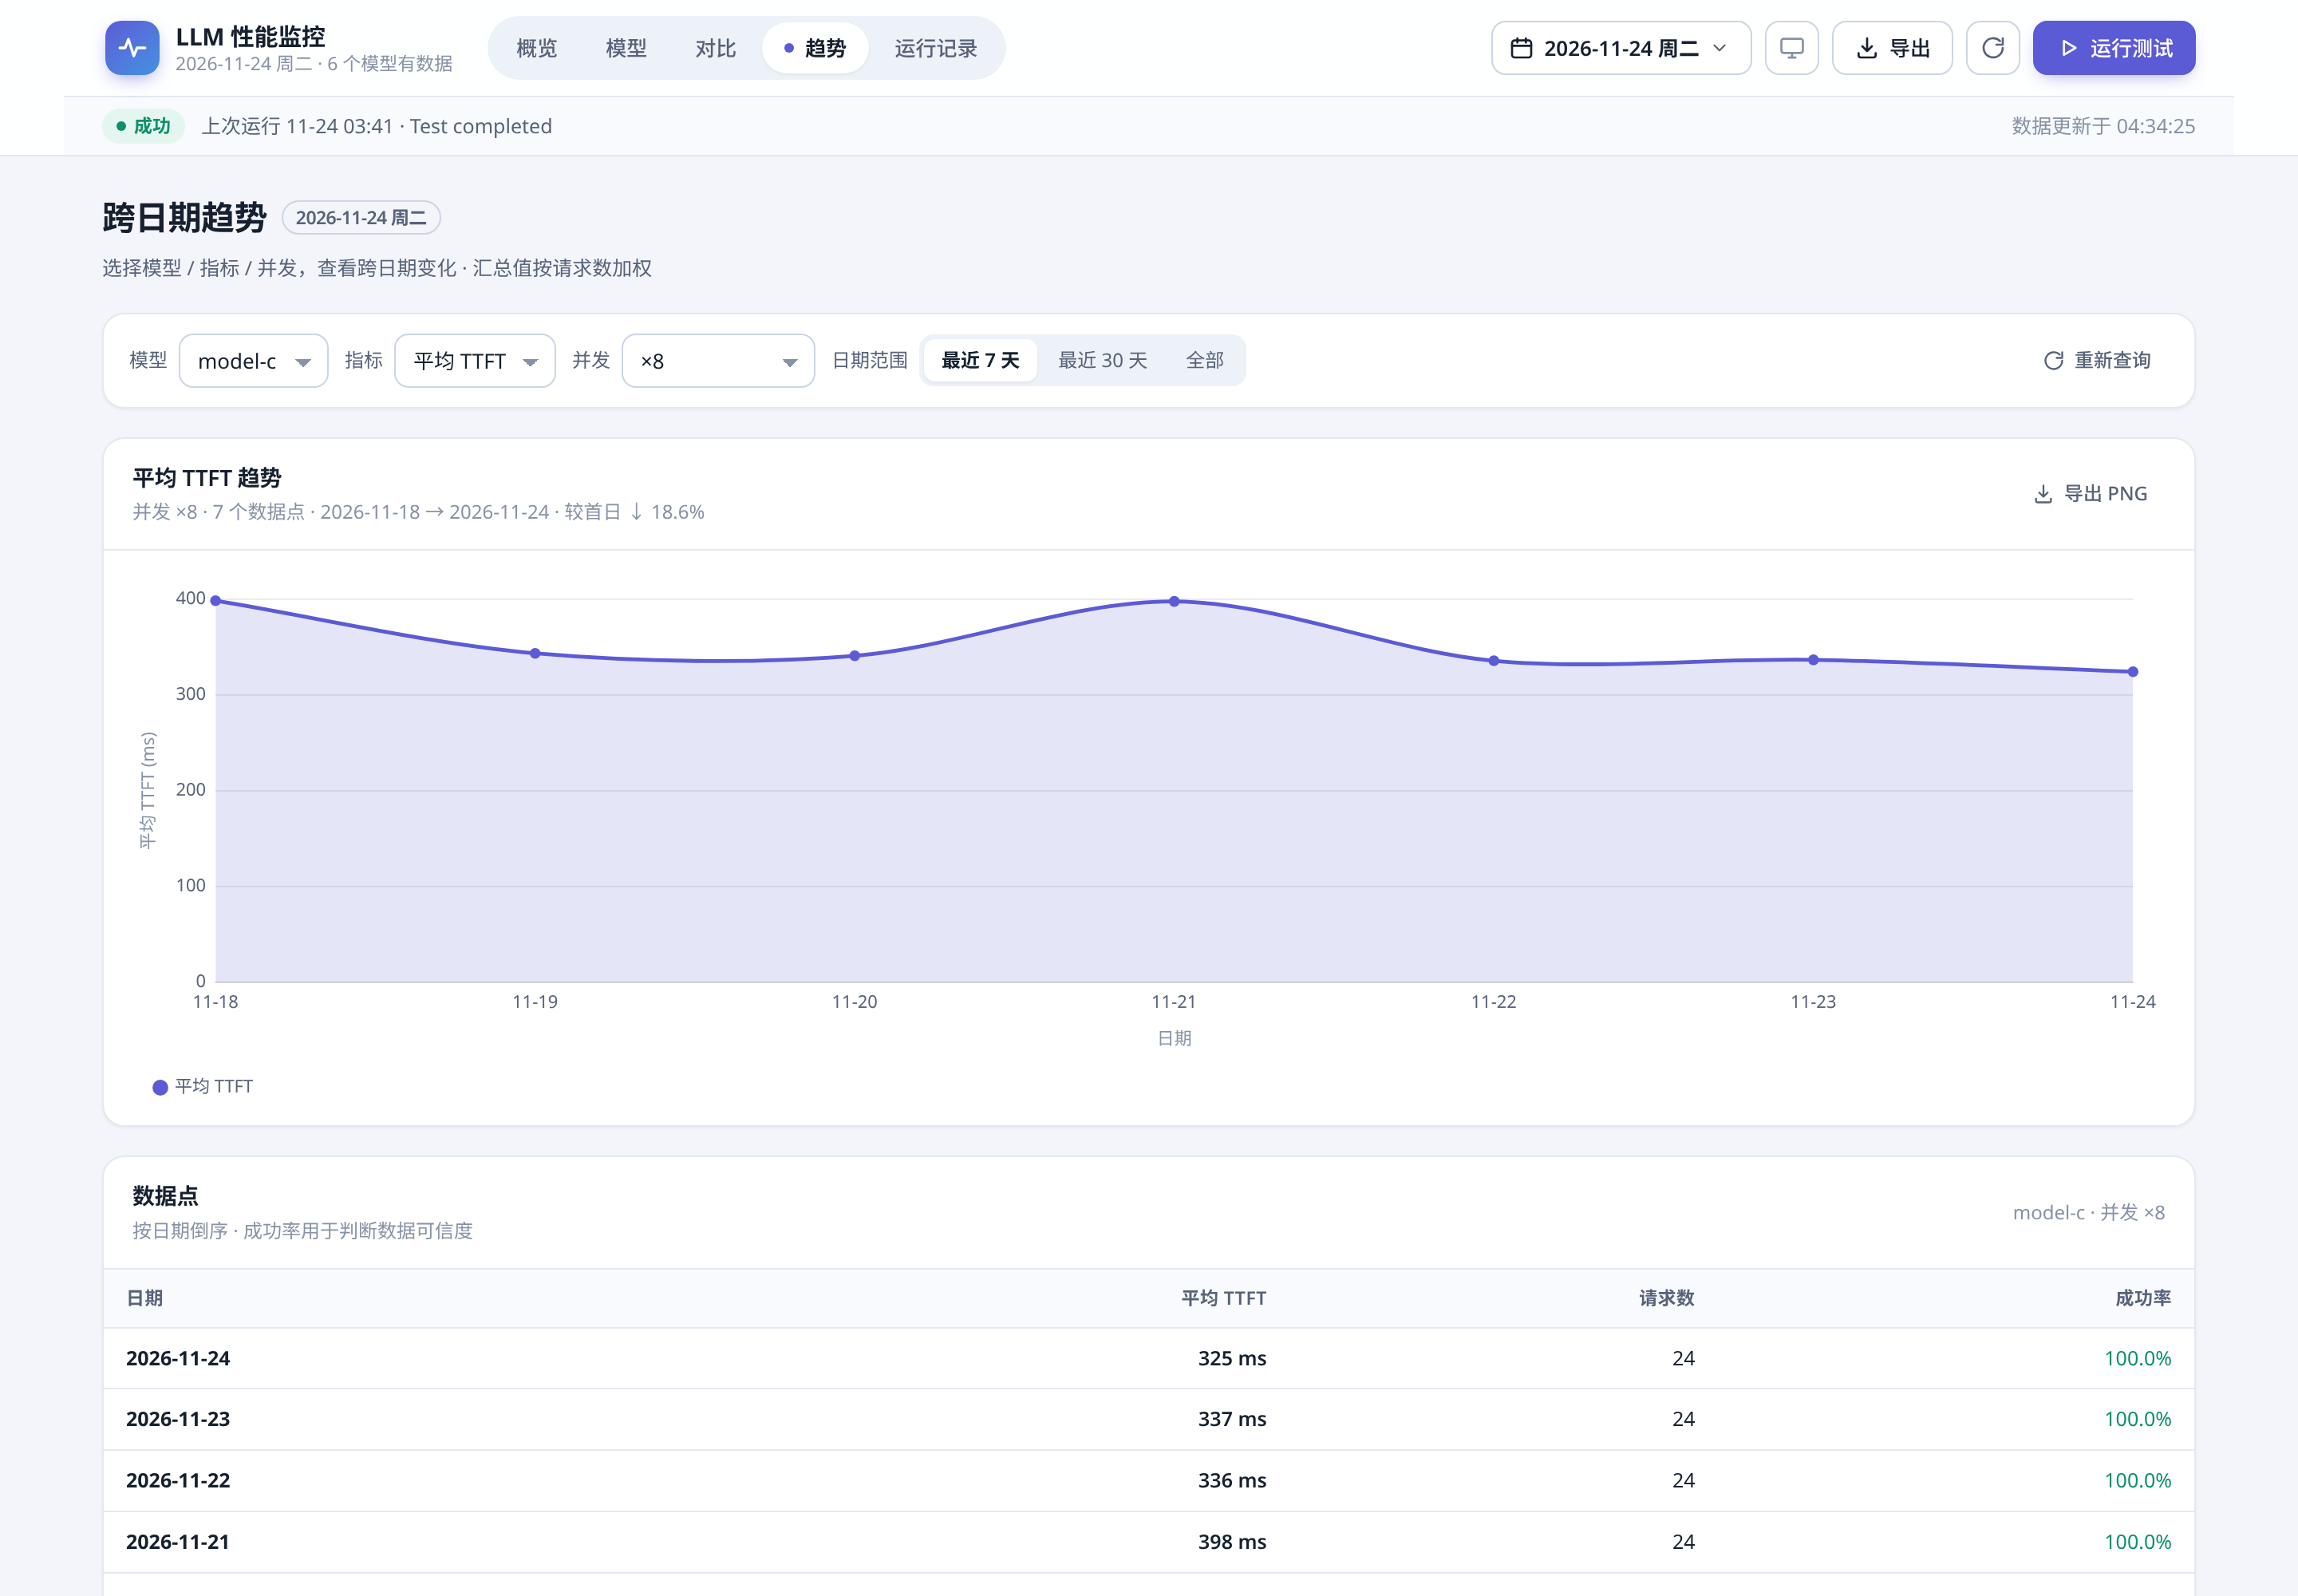 LLM 性能监控
2026-11-24 周二 · 6 个模型有数据
概览 模型 对比 趋势 运行记录
2026-11-24 周二
导出
运行测试
成功 上次运行 11-24 03:41 · Test completed
数据更新于 04:34:25
跨日期趋势 2026-11-24 周二
选择模型 / 指标 / 并发，查看跨日期变化 · 汇总值按请求数加权
模型 model-c 指标 平均 TTFT 并发 ×8 日期范围 最近 7 天 最近 30 天 全部 重新查询
平均 TTFT 趋势
并发 ×8 · 7 个数据点 · 2026-11-18 → 2026-11-24 · 较首日 ↓ 18.6%
导出 PNG
400
300
200
100
0
平均 TTFT (ms)
11-18 11-19 11-20 11-21 11-22 11-23 11-24
日期
平均 TTFT
数据点
按日期倒序 · 成功率用于判断数据可信度
model-c · 并发 ×8
日期 平均 TTFT 请求数 成功率
2026-11-24 325 ms 24 100.0%
2026-11-23 337 ms 24 100.0%
2026-11-22 336 ms 24 100.0%
2026-11-21 398 ms 24 100.0%